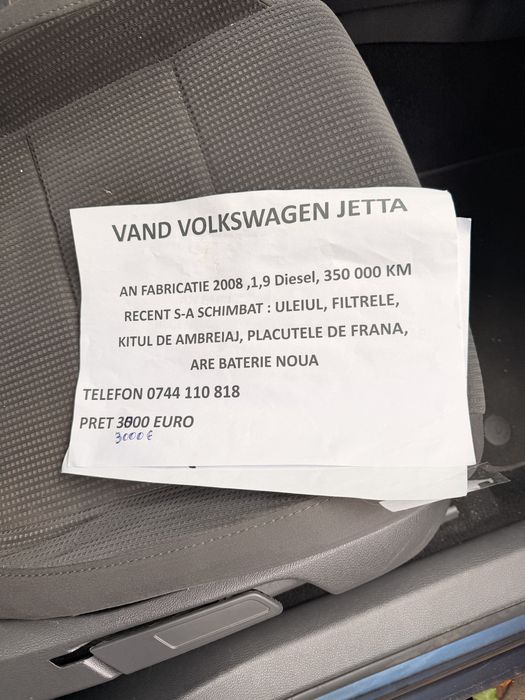 VAND VOLKSWAGEN JETTA
AN FABRICATIE 2008 ,1,9 Diesel, 350 000 KM
RECENT S-A SCHIMBAT : ULEIUL, FILTRELE,
KITUL DE AMBREIAJ, PLACUTELE DE FRANA,
ARE BATERIE NOUA
TELEFON 0744 110 818
PRET 3000 EURO
3000 €